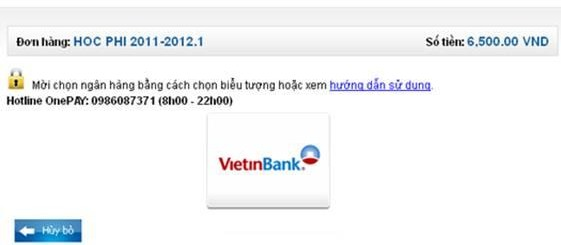 Đơn hàng: HOC PHI 2011-2012.1 Số tiền: 6,500.00 VND
Mời chọn ngân hàng bằng cách chọn biểu tượng hoặc xem hướng dẫn sử dụng.
Hotline OnePAY: 0986087371 (8h00 - 22h00)
VietinBank
Hủy bỏ